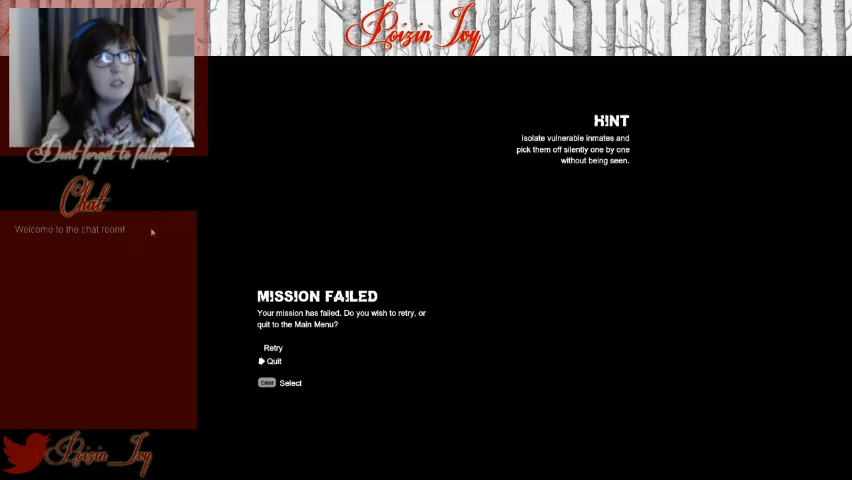 Poizin Ivy
HINT
Isolate vulnerable inmates and
pick them off silently one by one
without being seen.
Dont forget to follow!
Chat
Welcome to the chat room!
MISSION FAILED
Your mission has failed. Do you wish to retry, or
quit to the Main Menu?
Retry
Quit
Enter Select
Poizin_Ivy